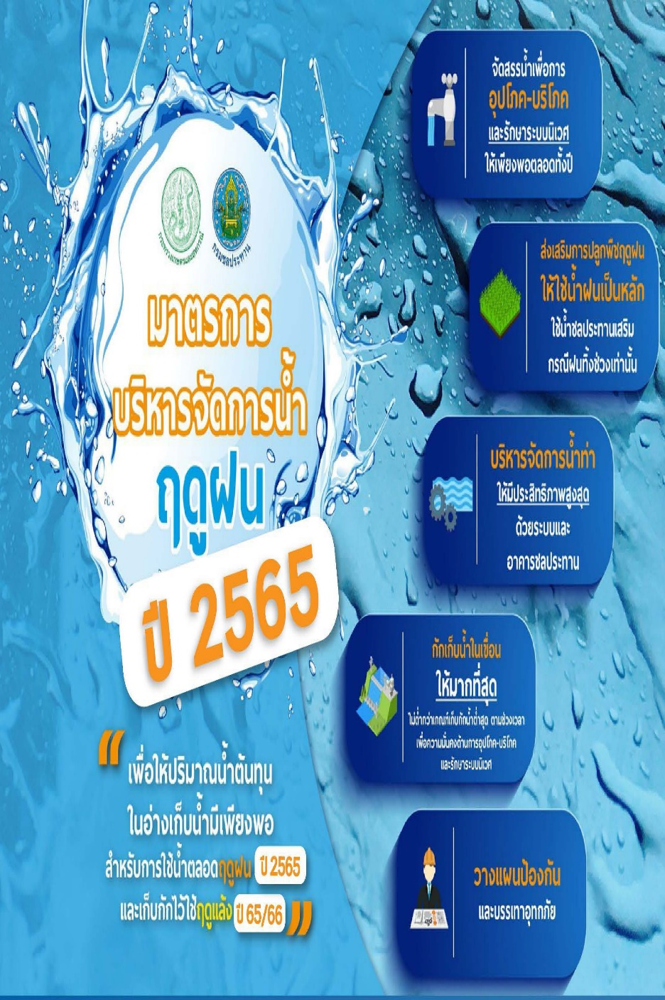 กระทรวงเกษตรและสหกรณ์
กรมชลประทาน
มาตรการ
บริหารจัดการน้ำ
ฤดูฝน
ปี 2565
“ เพื่อให้ปริมาณน้ำต้นทุน
ในอ่างเก็บน้ำมีเพียงพอ
สำหรับการใช้น้ำตลอดฤดูฝน ปี 2565
และเก็บกักไว้ใช้ฤดูแล้ง ปี 65/66 ”
จัดสรรน้ำเพื่อการ
อุปโภค-บริโภค
และรักษาระบบนิเวศ
ให้เพียงพอตลอดทั้งปี
ส่งเสริมการปลูกพืชฤดูฝน
ให้ใช้น้ำฝนเป็นหลัก
ใช้น้ำชลประทานเสริม
กรณีฝนทิ้งช่วงเท่านั้น
บริหารจัดการน้ำท่า
ให้มีประสิทธิภาพสูงสุด
ด้วยระบบและ
อาคารชลประทาน
กักเก็บน้ำในเขื่อน
ให้มากที่สุด
ไม่ต่ำกว่าเกณฑ์เก็บกักน้ำต่ำสุด ตามช่วงเวลา
เพื่อความมั่นคงด้านการอุปโภค-บริโภค
และรักษาระบบนิเวศ
วางแผนป้องกัน
และบรรเทาอุทกภัย